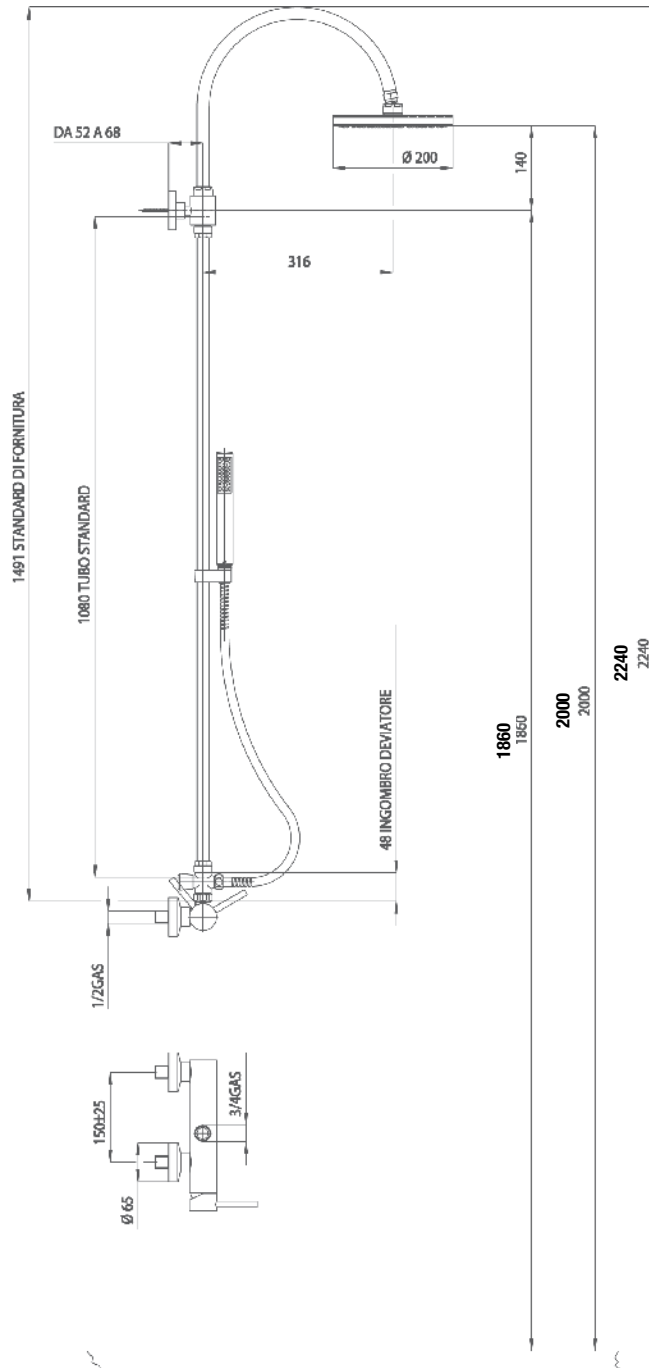 DA 52 A 68
Ø 200
140
316
1491 STANDARD DI FORNITURA
1080 TUBO STANDARD
48 INGOMBRO DEVIATORE
1860
1860
2000
2000
2240
2240
1/2GAS
150±25
3/4GAS
Ø 65